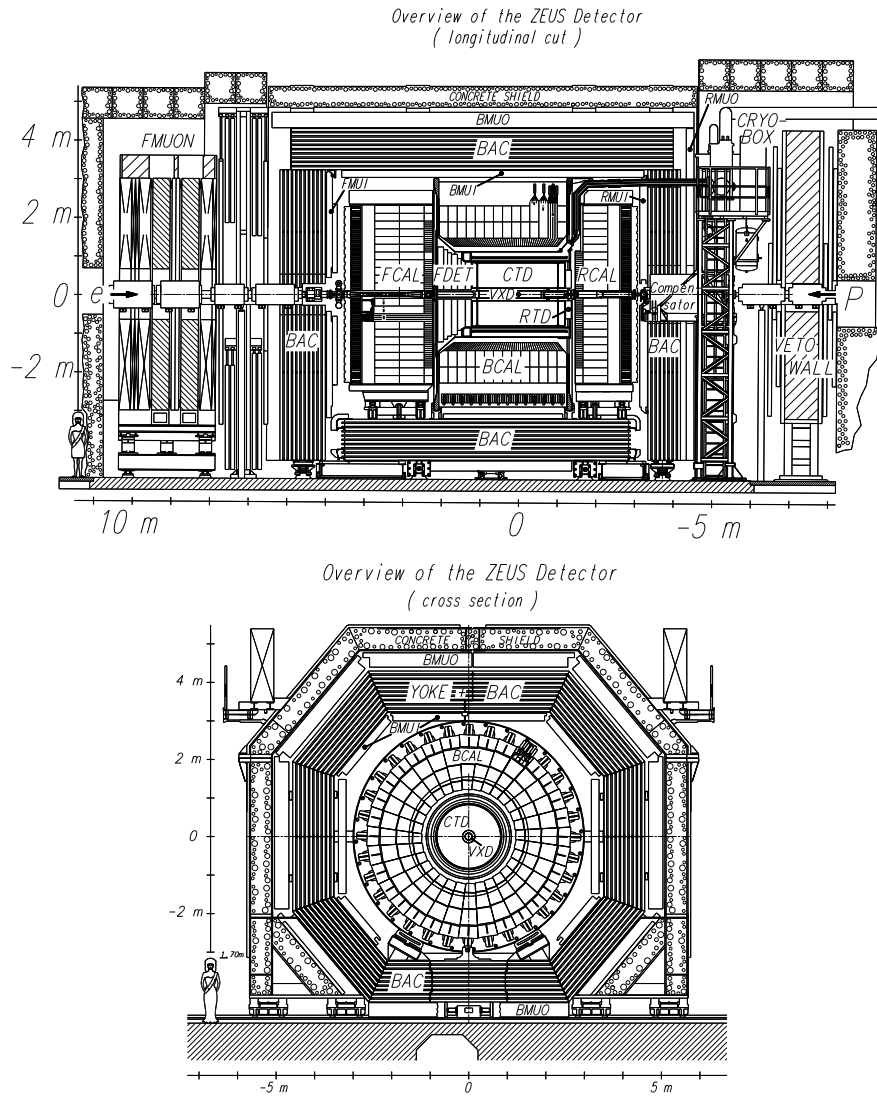 Overview of the ZEUS Detector
( longitudinal cut )
CONCRETE SHIELD
RMUO
BMUO
CRYO
BOX
4 m
FMUON
BAC
FMUI
BMUI
RMUI
2 m
FCAL
FDET
CTD
RCAL
Compen-
sator
0
e
VXD
P
RTD
-2 m
BAC
BCAL
BAC
VETO
WALL
BAC
10 m
0
-5 m
Overview of the ZEUS Detector
( cross section )
CONCRETE SHIELD
BMUO
4 m
YOKE + BAC
BMUI
2 m
BCAL
CTD
0
VXD
-2 m
1.70m
BAC
BMUO
-5 m
0
5 m